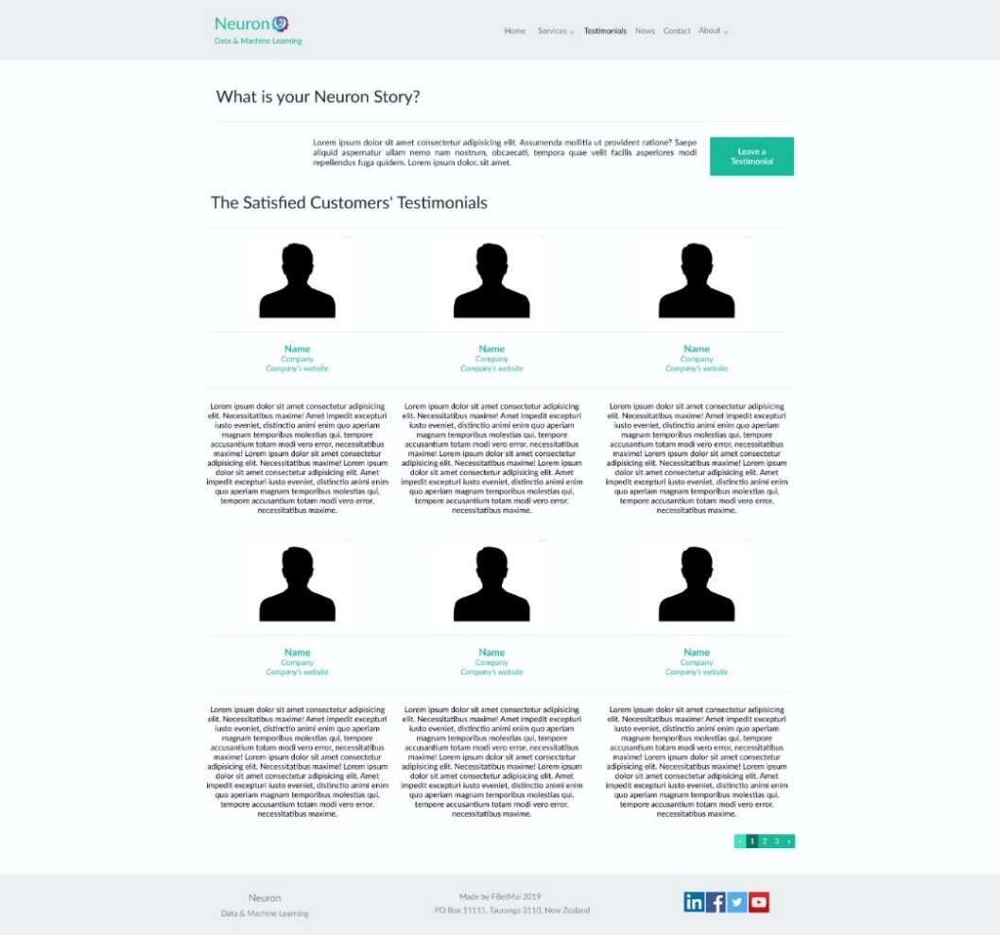 Neuron
Data & Machine Learning
Home Services Testimonials News Contact About
What is your Neuron Story?
Lorem ipsum dolor sit amet consectetur adipisicing elit. Assumenda mollitia ut provident ratione? Saepe
aliquid aspernatur ullam nemo nam nostrum, obcaecati, tempora quae velit facilis asperiores modi
repellendus fuga quidem. Lorem ipsum dolor, sit amet.
Leave a
Testimonial
The Satisfied Customers' Testimonials
Name
Company
Company's website
Name
Company
Company's website
Name
Company
Company's website
Lorem ipsum dolor sit amet consectetur adipisicing
elit. Necessitatibus maxime! Amet impedit excepturi
iusto eveniet, distinctio animi enim quo aperiam
magnam temporibus molestias qui, tempore
accusantium totam modi vero error, necessitatibus
maxime! Lorem ipsum dolor sit amet consectetur
adipisicing elit. Necessitatibus maxime! Lorem ipsum
dolor sit amet consectetur adipisicing elit. Amet
impedit excepturi iusto eveniet, distinctio animi enim
quo aperiam magnam temporibus molestias qui,
tempore accusantium totam modi vero error,
necessitatibus maxime.
Lorem ipsum dolor sit amet consectetur adipisicing
elit. Necessitatibus maxime! Amet impedit excepturi
iusto eveniet, distinctio animi enim quo aperiam
magnam temporibus molestias qui, tempore
accusantium totam modi vero error, necessitatibus
maxime! Lorem ipsum dolor sit amet consectetur
adipisicing elit. Necessitatibus maxime! Lorem ipsum
dolor sit amet consectetur adipisicing elit. Amet
impedit excepturi iusto eveniet, distinctio animi enim
quo aperiam magnam temporibus molestias qui,
tempore accusantium totam modi vero error,
necessitatibus maxime.
Lorem ipsum dolor sit amet consectetur adipisicing
elit. Necessitatibus maxime! Amet impedit excepturi
iusto eveniet, distinctio animi enim quo aperiam
magnam temporibus molestias qui, tempore
accusantium totam modi vero error, necessitatibus
maxime! Lorem ipsum dolor sit amet consectetur
adipisicing elit. Necessitatibus maxime! Lorem ipsum
dolor sit amet consectetur adipisicing elit. Amet
impedit excepturi iusto eveniet, distinctio animi enim
quo aperiam magnam temporibus molestias qui,
tempore accusantium totam modi vero error,
necessitatibus maxime.
Name
Company
Company's website
Name
Company
Company's website
Name
Company
Company's website
Lorem ipsum dolor sit amet consectetur adipisicing
elit. Necessitatibus maxime! Amet impedit excepturi
iusto eveniet, distinctio animi enim quo aperiam
magnam temporibus molestias qui, tempore
accusantium totam modi vero error, necessitatibus
maxime! Lorem ipsum dolor sit amet consectetur
adipisicing elit. Necessitatibus maxime! Lorem ipsum
dolor sit amet consectetur adipisicing elit. Amet
impedit excepturi iusto eveniet, distinctio animi enim
quo aperiam magnam temporibus molestias qui,
tempore accusantium totam modi vero error,
necessitatibus maxime.
Lorem ipsum dolor sit amet consectetur adipisicing
elit. Necessitatibus maxime! Amet impedit excepturi
iusto eveniet, distinctio animi enim quo aperiam
magnam temporibus molestias qui, tempore
accusantium totam modi vero error, necessitatibus
maxime! Lorem ipsum dolor sit amet consectetur
adipisicing elit. Necessitatibus maxime! Lorem ipsum
dolor sit amet consectetur adipisicing elit. Amet
impedit excepturi iusto eveniet, distinctio animi enim
quo aperiam magnam temporibus molestias qui,
tempore accusantium totam modi vero error,
necessitatibus maxime.
Lorem ipsum dolor sit amet consectetur adipisicing
elit. Necessitatibus maxime! Amet impedit excepturi
iusto eveniet, distinctio animi enim quo aperiam
magnam temporibus molestias qui, tempore
accusantium totam modi vero error, necessitatibus
maxime! Lorem ipsum dolor sit amet consectetur
adipisicing elit. Necessitatibus maxime! Lorem ipsum
dolor sit amet consectetur adipisicing elit. Amet
impedit excepturi iusto eveniet, distinctio animi enim
quo aperiam magnam temporibus molestias qui,
tempore accusantium totam modi vero error,
necessitatibus maxime.
1 2 3
Neuron
Data & Machine Learning
Made by FBetMai 2019
PO Box 11111, Tauranga 3110, New Zealand
in f